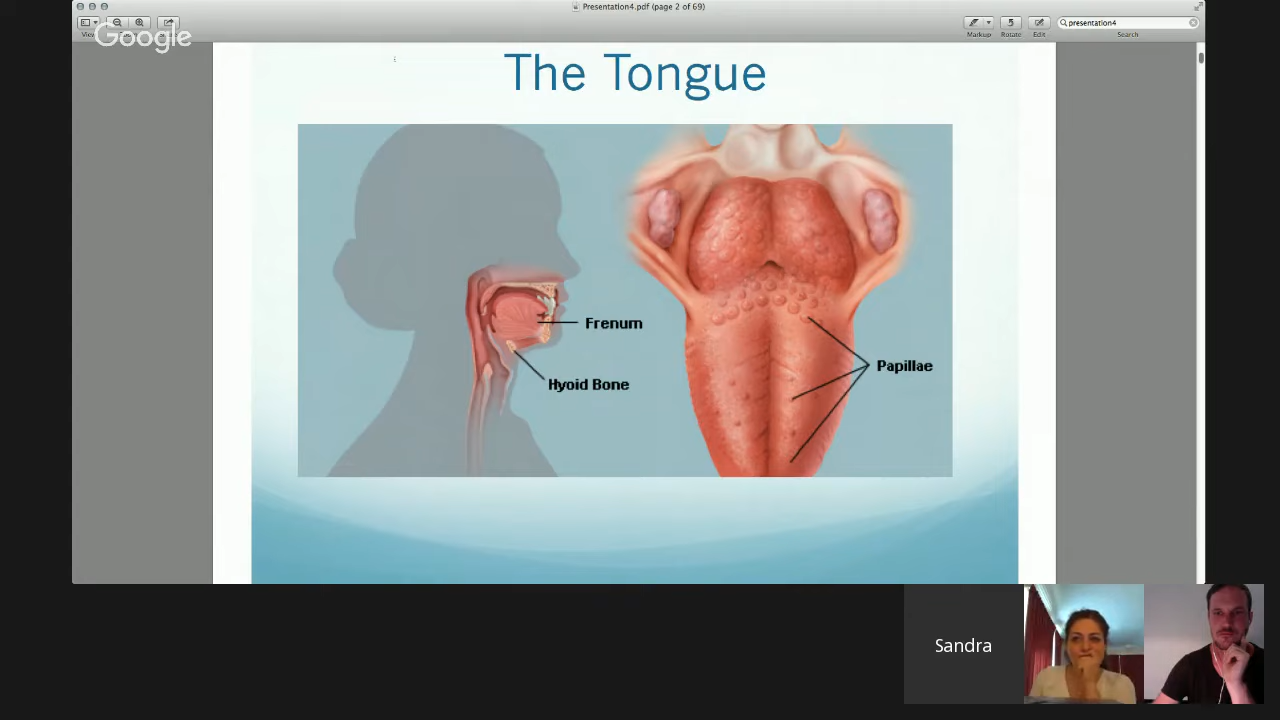 Presentation4.pdf (page 2 of 69)
Google
Markup
Rotate
Edit
presentation4
Search
The Tongue
Frenum
Hyoid Bone
Papillae
Sandra